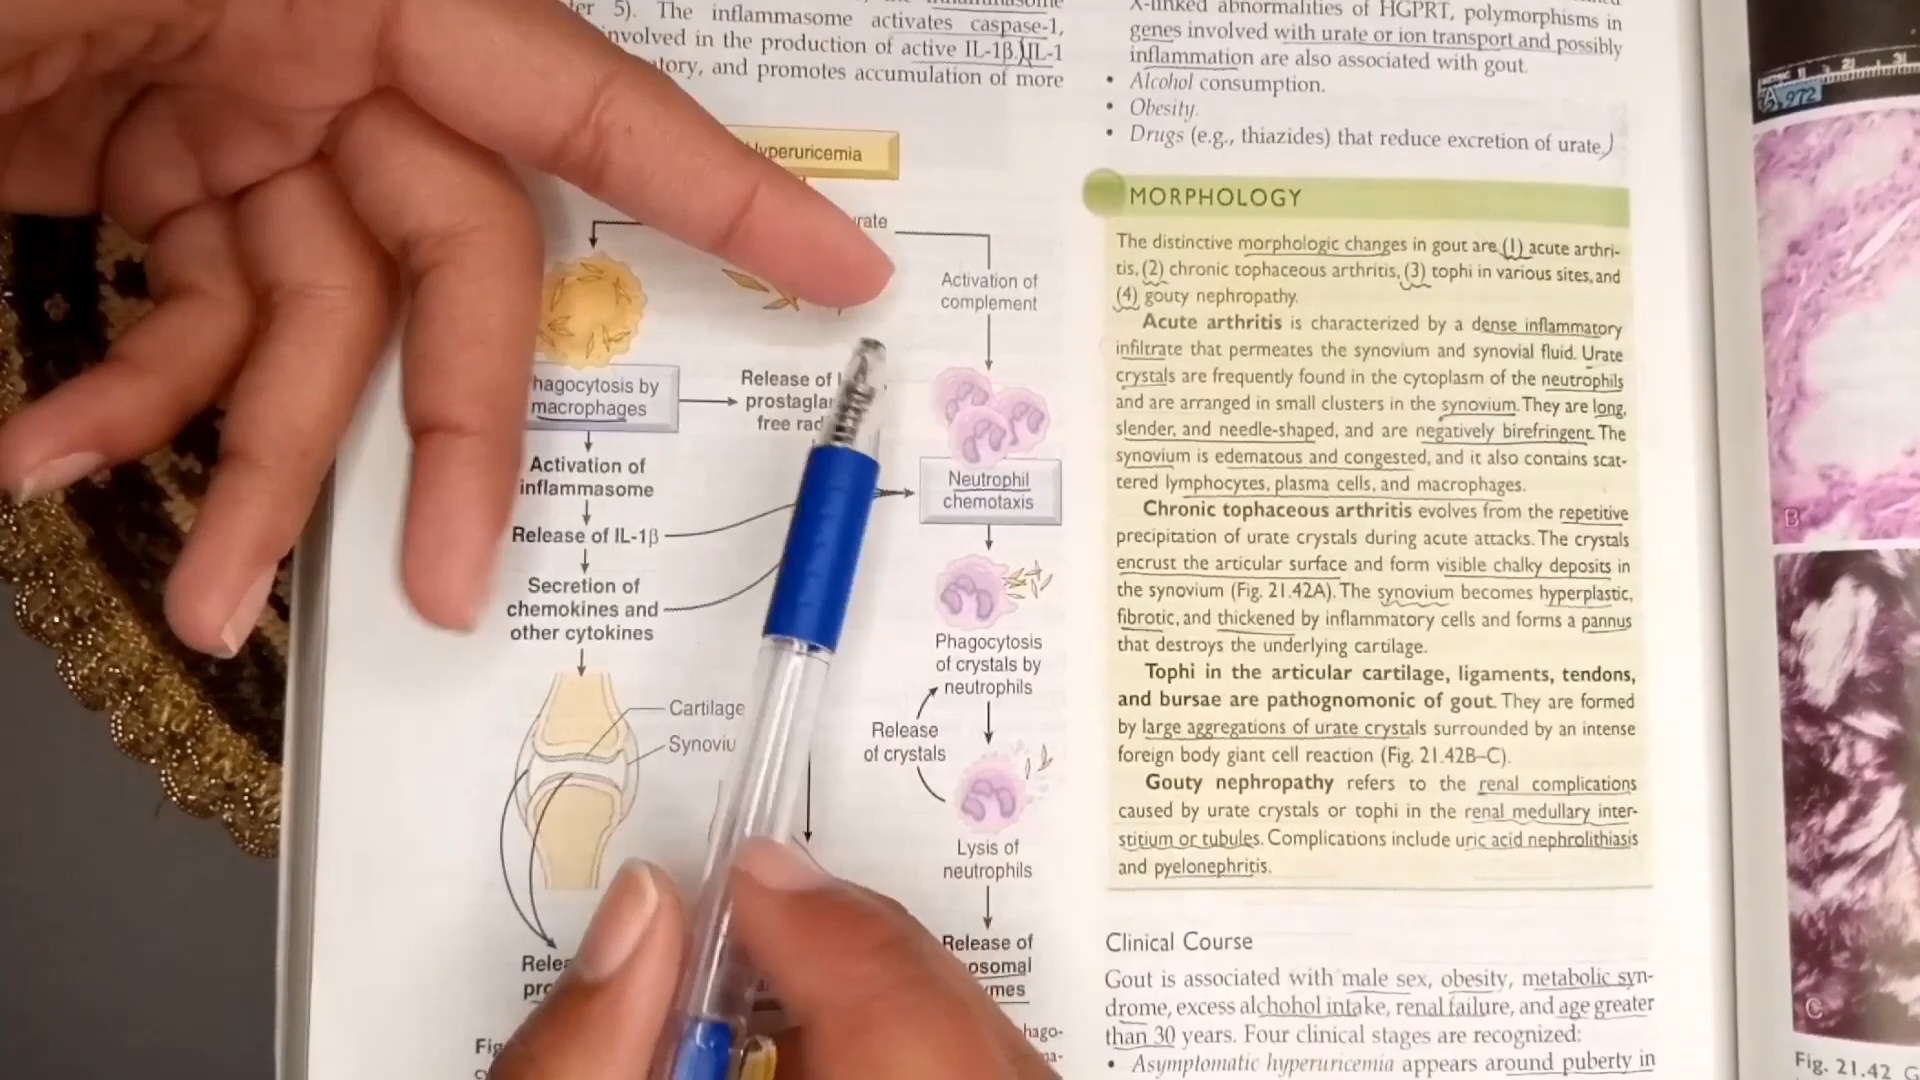 5). The inflammasome activates caspase-1,
nvolved in the production of active IL-1β. IL-1
atory, and promotes accumulation of more
yperuricemia
rate
Activation of
complement
hagocytosis by
macrophages
Release of
prostaglan
free rad
Activation of
inflammasome
Neutrophil
chemotaxis
Release of IL-1β
Secretion of
chemokines and
other cytokines
Phagocytosis
of crystals by
neutrophils
Cartilage
Synoviu
Release
of crystals
Lysis of
neutrophils
Relea
pro
Release of
osomal
mes
Fig
hago-
X-linked abnormalities of HGPRT, polymorphisms in
genes involved with urate or ion transport and possibly
inflammation are also associated with gout.
• Alcohol consumption.
• Obesity.
• Drugs (e.g., thiazides) that reduce excretion of urate
MORPHOLOGY
The distinctive morphologic changes in gout are (1) acute arthri-
tis, (2) chronic tophaceous arthritis, (3) tophi in various sites, and
(4) gouty nephropathy.
Acute arthritis is characterized by a dense inflammatory
infiltrate that permeates the synovium and synovial fluid. Urate
crystals are frequently found in the cytoplasm of the neutrophils
and are arranged in small clusters in the synovium. They are long,
slender, and needle-shaped, and are negatively birefringent. The
synovium is edematous and congested, and it also contains scat-
tered lymphocytes, plasma cells, and macrophages.
Chronic tophaceous arthritis evolves from the repetitive
precipitation of urate crystals during acute attacks. The crystals
encrust the articular surface and form visible chalky deposits in
the synovium (Fig. 21.42A). The synovium becomes hyperplastic,
fibrotic, and thickened by inflammatory cells and forms a pannus
that destroys the underlying cartilage.
Tophi in the articular cartilage, ligaments, tendons,
and bursae are pathognomonic of gout. They are formed
by large aggregations of urate crystals surrounded by an intense
foreign body giant cell reaction (Fig. 21.42B–C).
Gouty nephropathy refers to the renal complications
caused by urate crystals or tophi in the renal medullary inter-
stitium or tubules. Complications include uric acid nephrolithiasis
and pyelonephritis.
Clinical Course
Gout is associated with male sex, obesity, metabolic syn-
drome, excess alchohol intake, renal failure, and age greater
than 30 years. Four clinical stages are recognized:
• Asymptomatic hyperuricemia appears around puberty in
A
972
B
C
Fig. 21.42 G